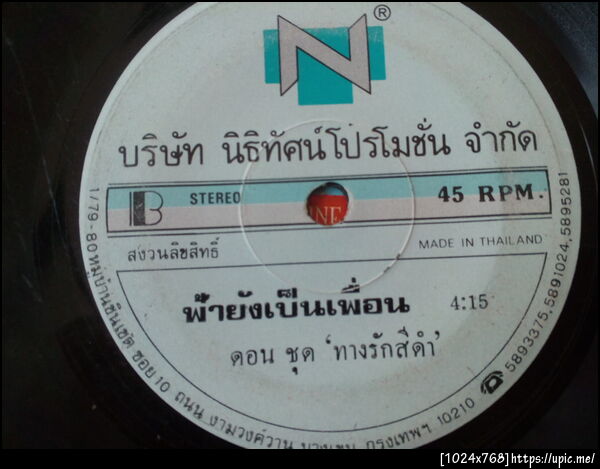 N ®
บริษัท นิธิทัศน์โปรโมชั่น จำกัด
B STEREO 45 RPM.
สงวนลิขสิทธิ์ MADE IN THAILAND
พ้ายังเป็นเพื่อน 4:15
ดอน ชุด 'ทางรักสีดำ'
1/79-80 หมู่บ้านชินเขต ซอย 10 ถนน งามวงศ์วาน บางเขน กรุงเทพฯ 10210 ☎ 5893375, 5891024, 5895281
[1024x768]https://upic.me/